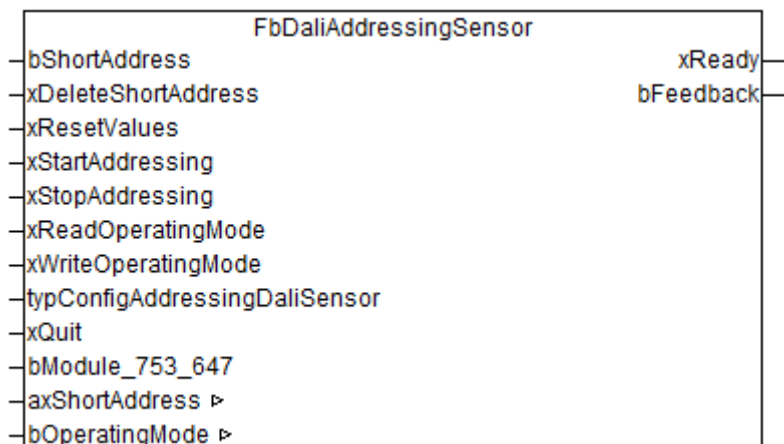 FbDaliAddressingSensor
bShortAddress xReady
xDeleteShortAddress bFeedback
xResetValues
xStartAddressing
xStopAddressing
xReadOperatingMode
xWriteOperatingMode
typConfigAddressingDaliSensor
xQuit
bModule_753_647
axShortAddress ▹
bOperatingMode ▹